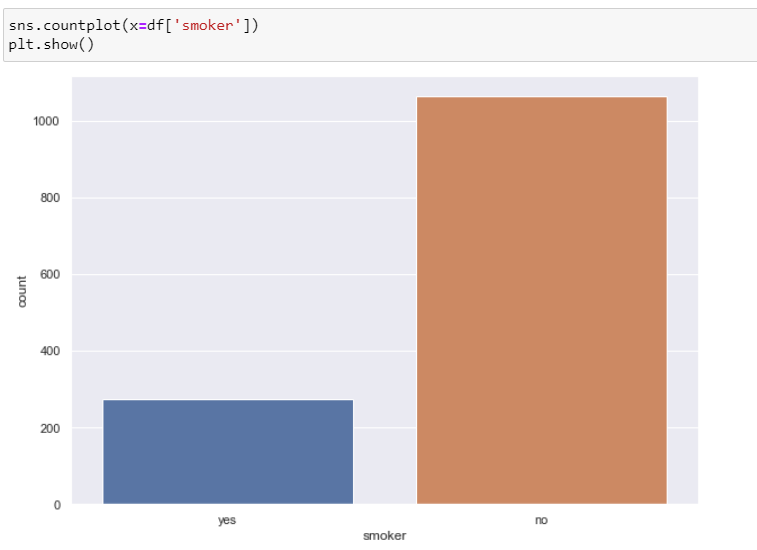 sns.countplot(x=df['smoker'])
plt.show()
1000
800
600
400
200
0
count
yes no
smoker